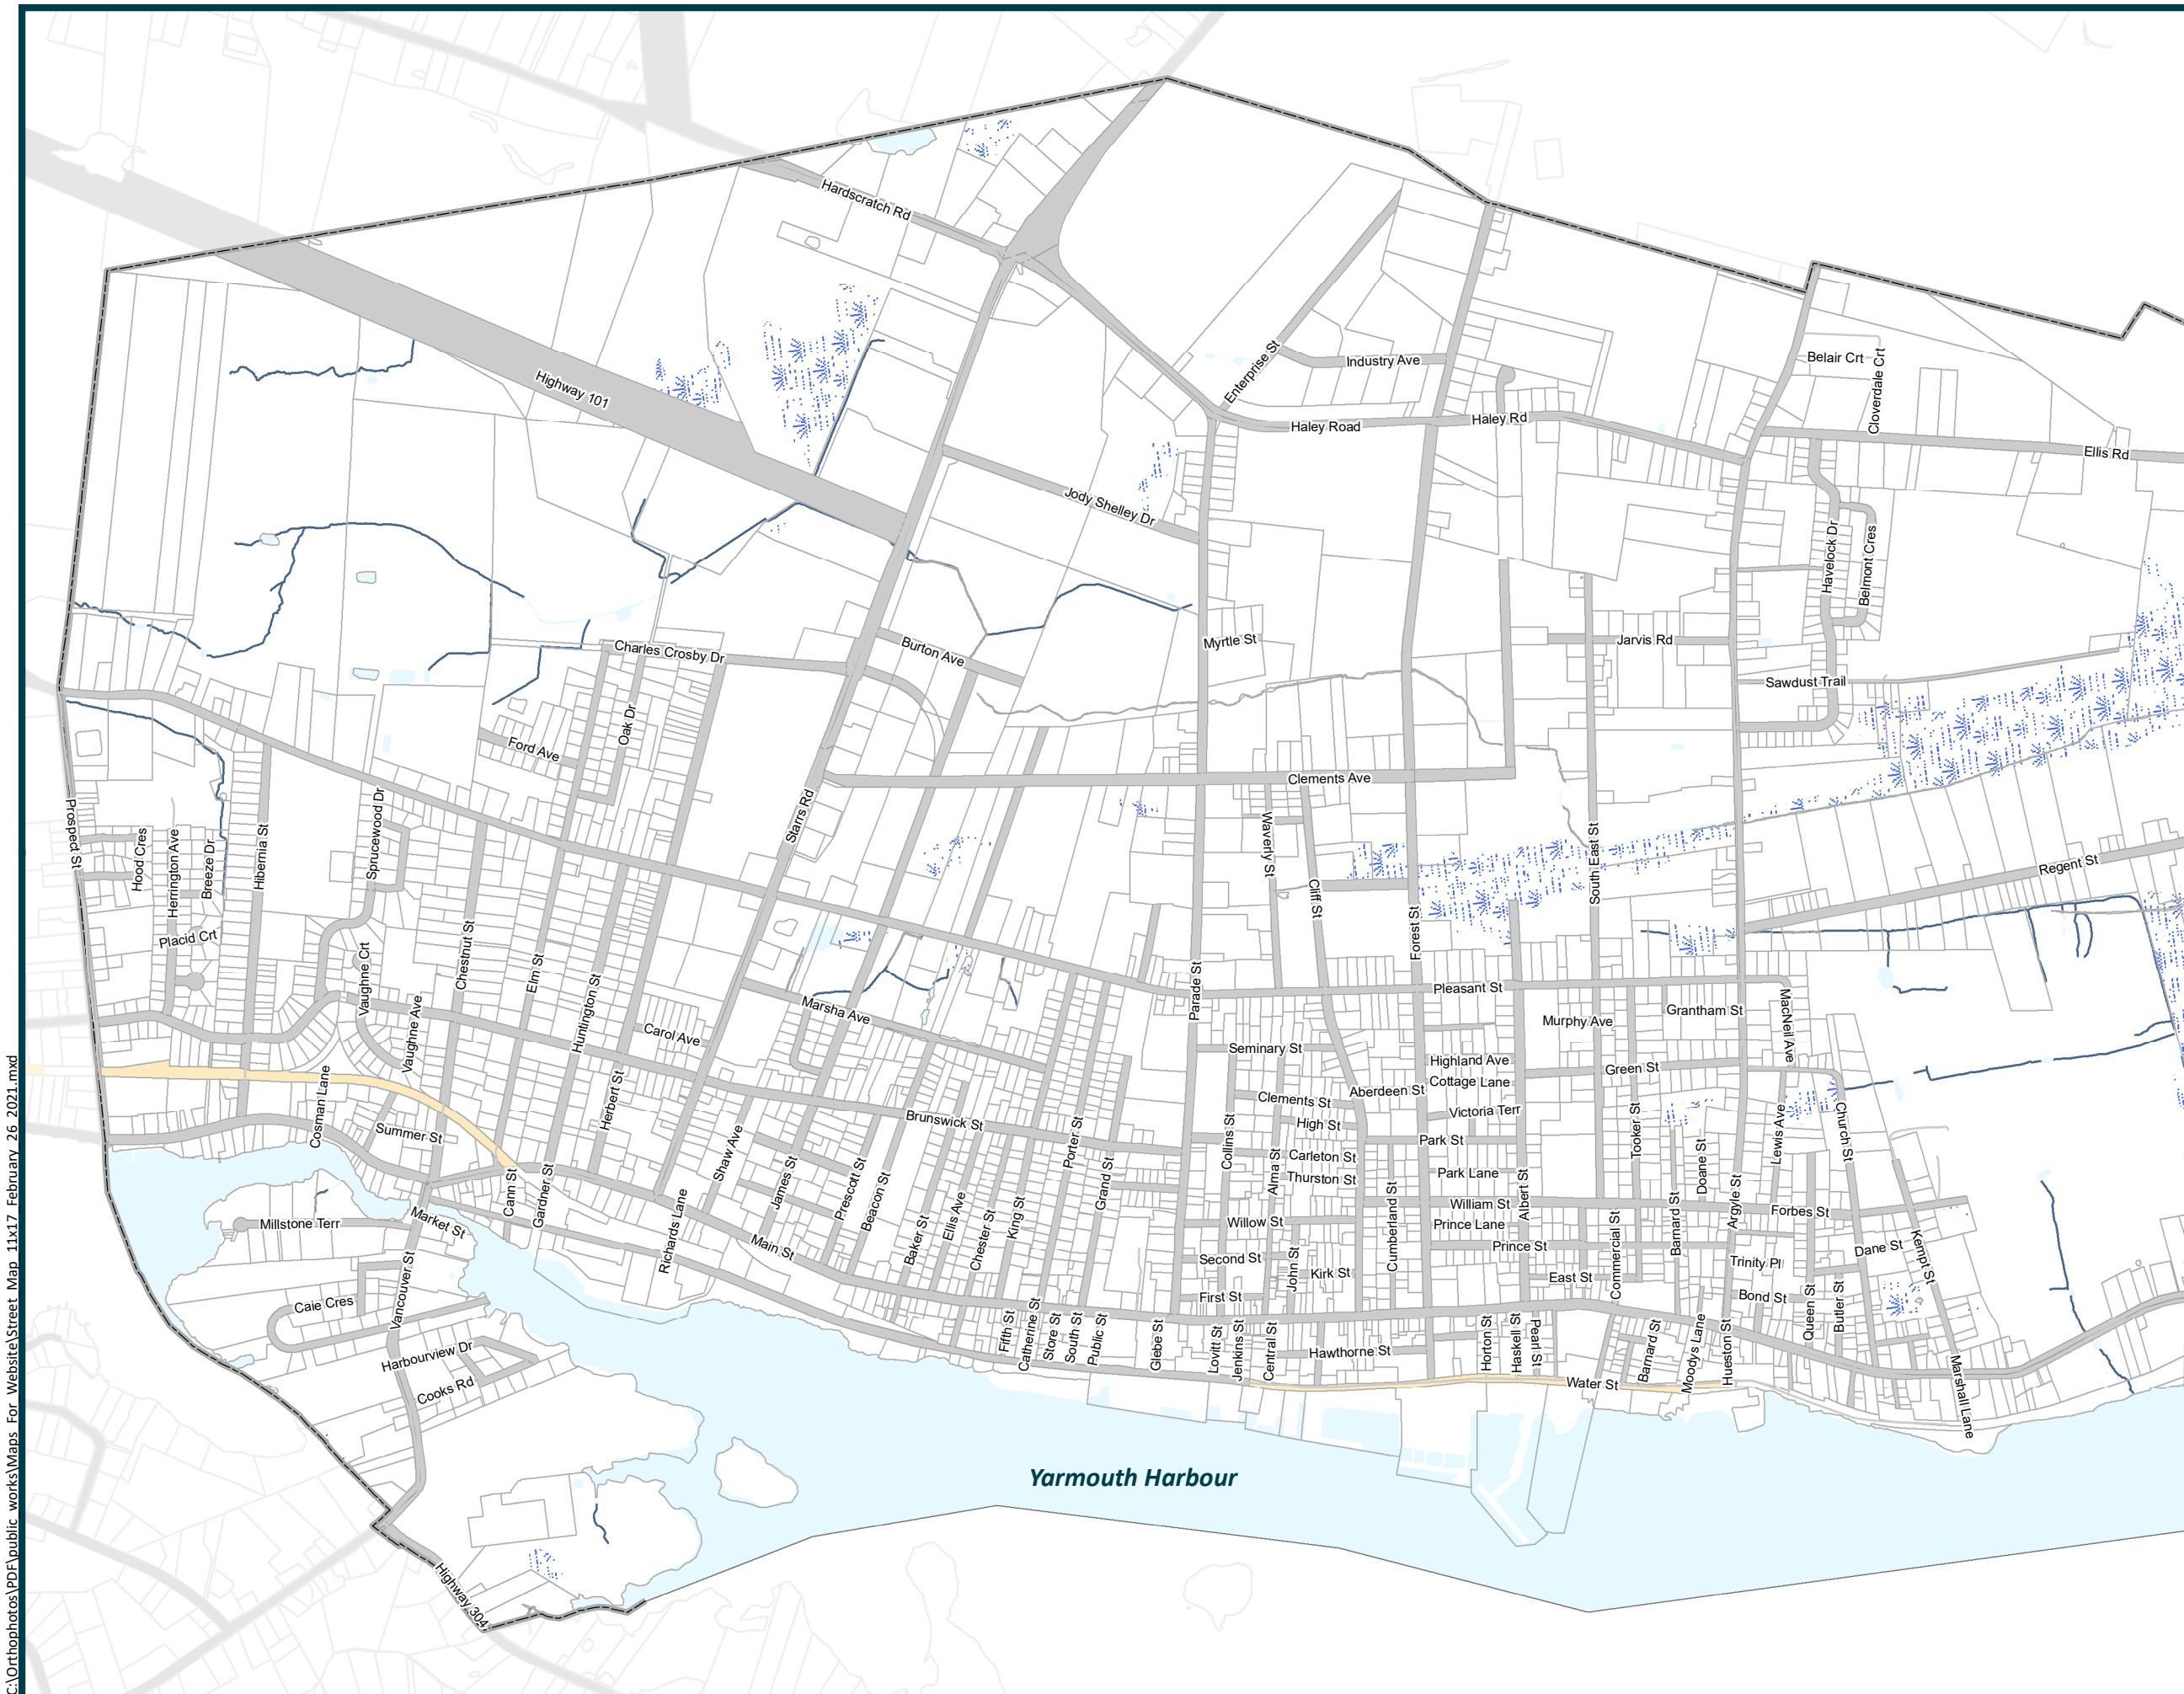 C:\Orthophotos\PDF\public_works\Maps_For_Website\Street_Map_11x17_February_26_2021.mxd
Hardscratch Rd
Highway 101
Enterprise St
Industry Ave
Haley Road
Haley Rd
Belair Crt
Cloverdale Crt
Ellis Rd
Jody Shelley Dr
Havelock Dr
Belmont Cres
Charles Crosby Dr
Burton Ave
Myrtle St
Jarvis Rd
Sawdust Trail
Oak Dr
Ford Ave
Clements Ave
Starrs Rd
Prospect St
Hood Cres
Herrington Ave
Breeze Dr
Hibernia St
Sprucewood Dr
Waverly St
Cliff St
South East St
Regent St
Placid Crt
Vaughne Crt
Chestnut St
Elm St
Huntington St
Forest St
Parade St
Pleasant St
Vaughne Ave
Carol Ave
Marsha Ave
Murphy Ave
Grantham St
MacNeil Ave
Seminary St
Highland Ave
Cottage Lane
Green St
Aberdeen St
Cosman Lane
Summer St
Herbert St
Brunswick St
Clements St
High St
Victoria Terr
Park St
Tooker St
Lewis Ave
Church St
Shaw Ave
James St
Prescott St
Beacon St
Porter St
Grand St
Collins St
Alma St
Carleton St
Thurston St
Park Lane
Albert St
Doane St
Cann St
Gardner St
Richards Lane
Baker St
Ellis Ave
Chester St
King St
Willow St
Cumberland St
William St
Prince Lane
Commercial St
Barnard St
Argyle St
Forbes St
Millstone Terr
Market St
Main St
Second St
John St
Kirk St
First St
Prince St
East St
Trinity Pl
Bond St
Dane St
Kempt St
Vancouver St
Caie Cres
Harbourview Dr
Cooks Rd
Fifth St
Catherine St
Store St
South St
Public St
Glebe St
Lovitt St
Jenkins St
Central St
Hawthorne St
Horton St
Haskell St
Pearl St
Barnard St
Moodys Lane
Hueston St
Queen St
Butler St
Water St
Marshall Lane
Yarmouth Harbour
Highway 304